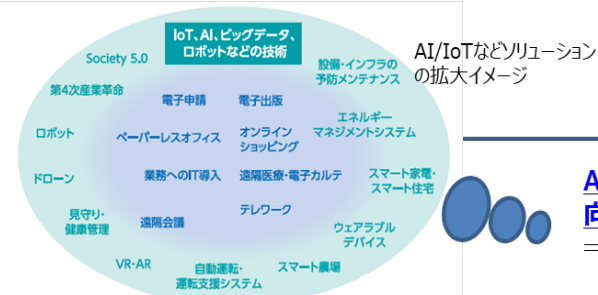 IoT、AI、ビッグデータ、
ロボットなどの技術
AI/IoTなどソリューション
の拡大イメージ
Society 5.0
設備・インフラの
予防メンテナンス
第4次産業革命
電子申請
電子出版
エネルギー
マネジメントシステム
ロボット
ペーパーレスオフィス
オンライン
ショッピング
ドローン
業務へのIT導入
遠隔医療・電子カルテ
スマート家電・
スマート住宅
見守り・
健康管理
遠隔会議
テレワーク
ウェアラブル
デバイス
VR・AR
自動運転・
運転支援システム
スマート農場
A
向